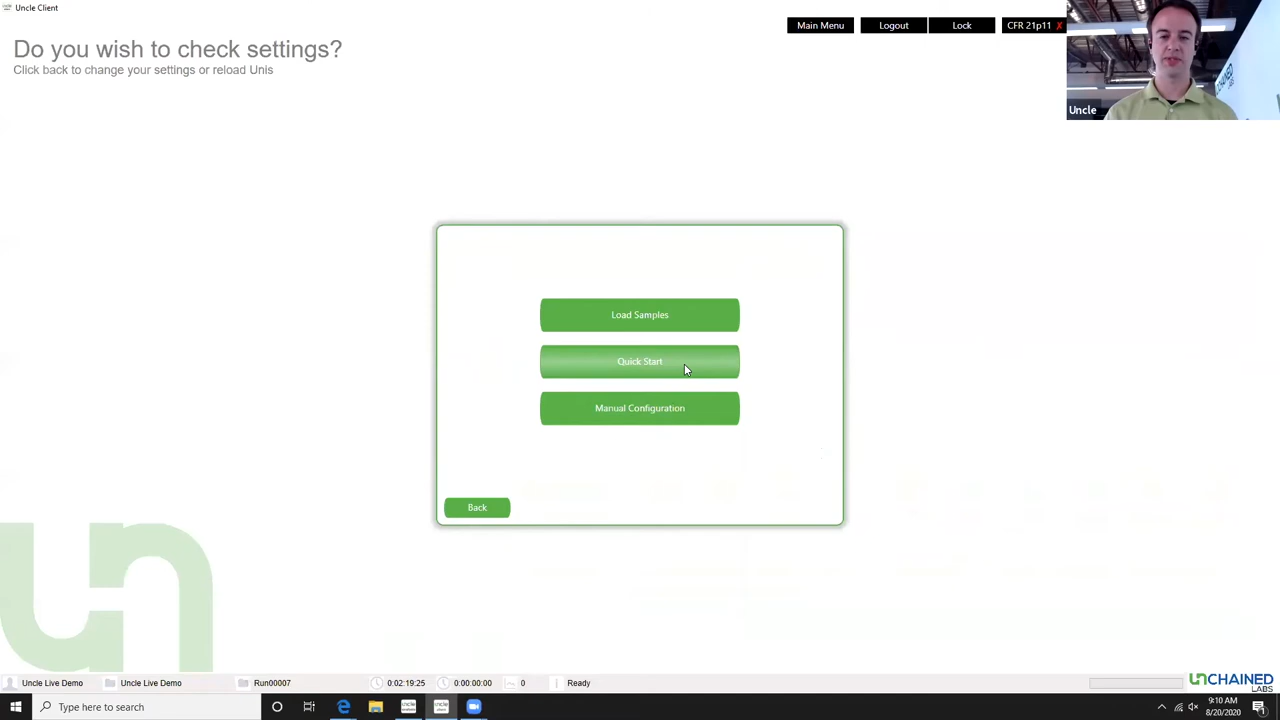 Uncle Client
Main Menu
Logout
Lock
CFR 21p11 ✗
Do you wish to check settings?
Click back to change your settings or reload Unis
Uncle
Load Samples
Quick Start
Manual Configuration
Back
Uncle Live Demo
Uncle Live Demo
Run00007
0:02:19:25
0:00:00:00
0
Ready
UNCHAINED
LABS
Type here to search
9:10 AM
8/20/2020